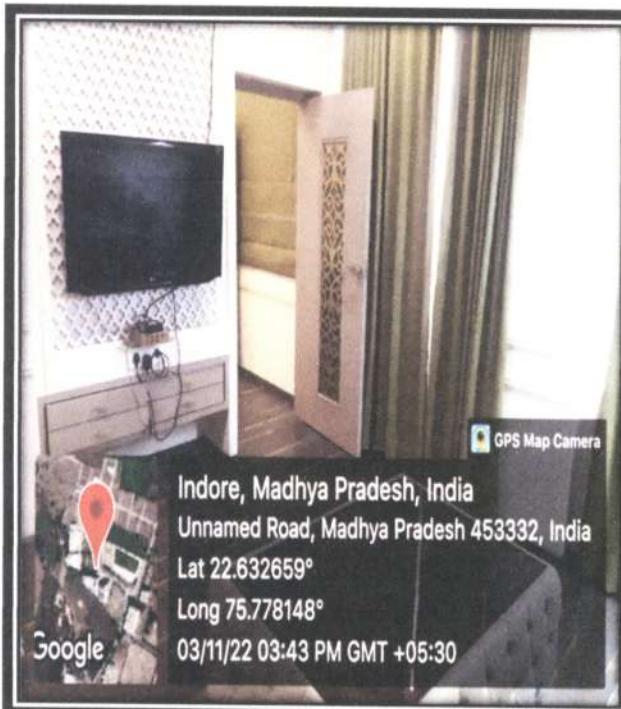 GPS Map Camera
Indore, Madhya Pradesh, India
Unnamed Road, Madhya Pradesh 453332, India
Lat 22.632659°
Long 75.778148°
03/11/22 03:43 PM GMT +05:30
Google